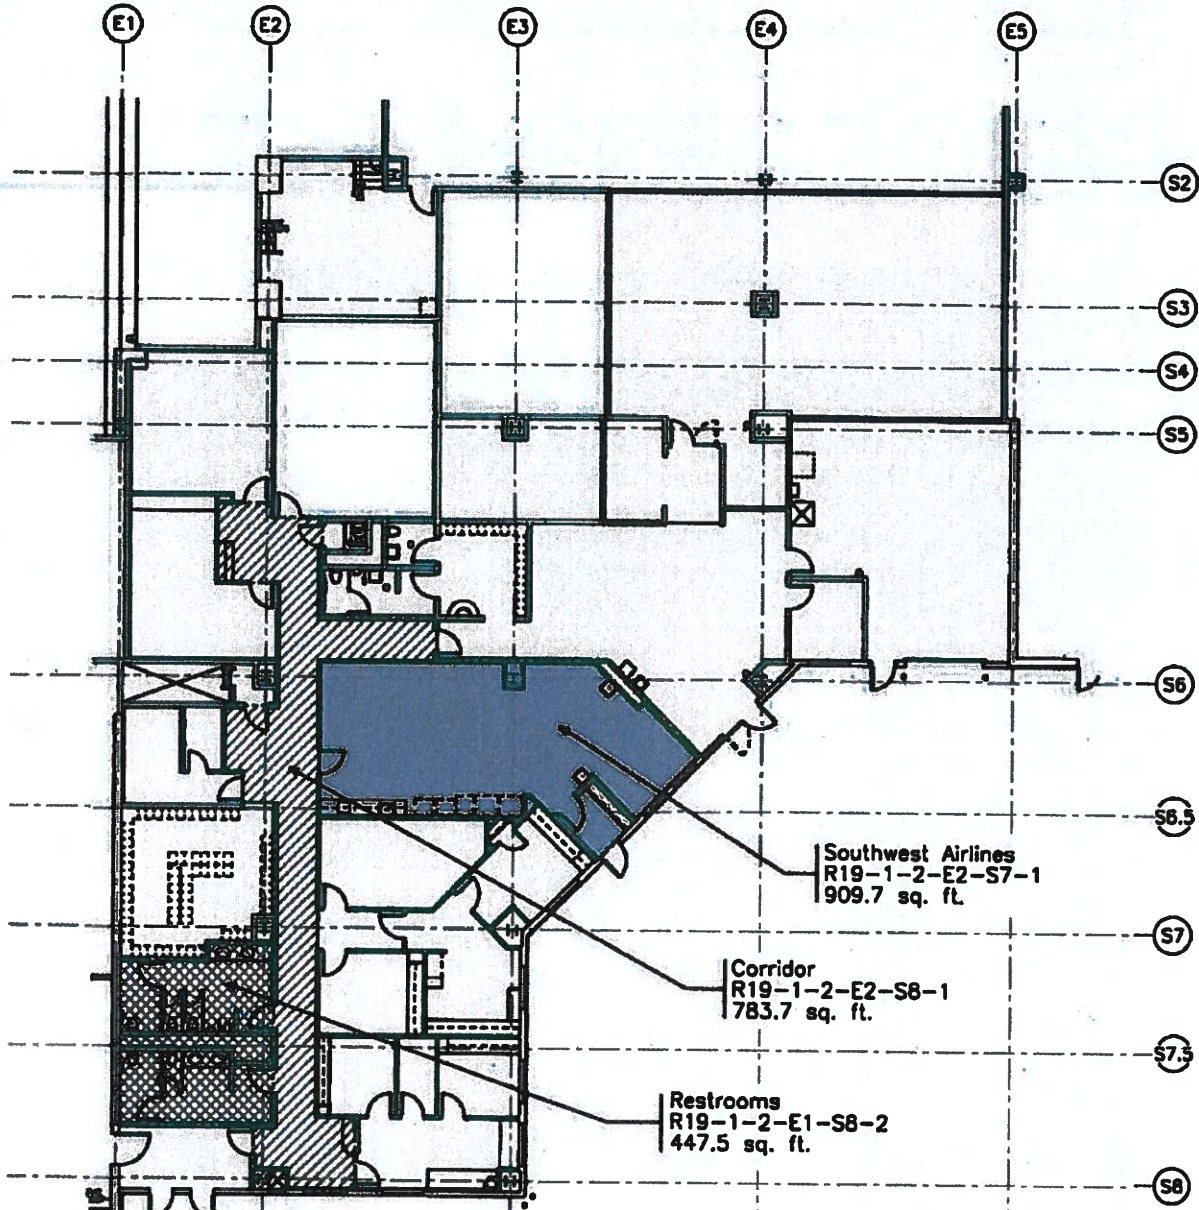 E1
E2
E3
E4
E5
S2
S3
S4
S5
S6
S6.5
Southwest Airlines
R19-1-2-E2-S7-1
909.7 sq. ft.
S7
Corridor
R19-1-2-E2-S8-1
783.7 sq. ft.
S7.5
Restrooms
R19-1-2-E1-S8-2
447.5 sq. ft.
S8